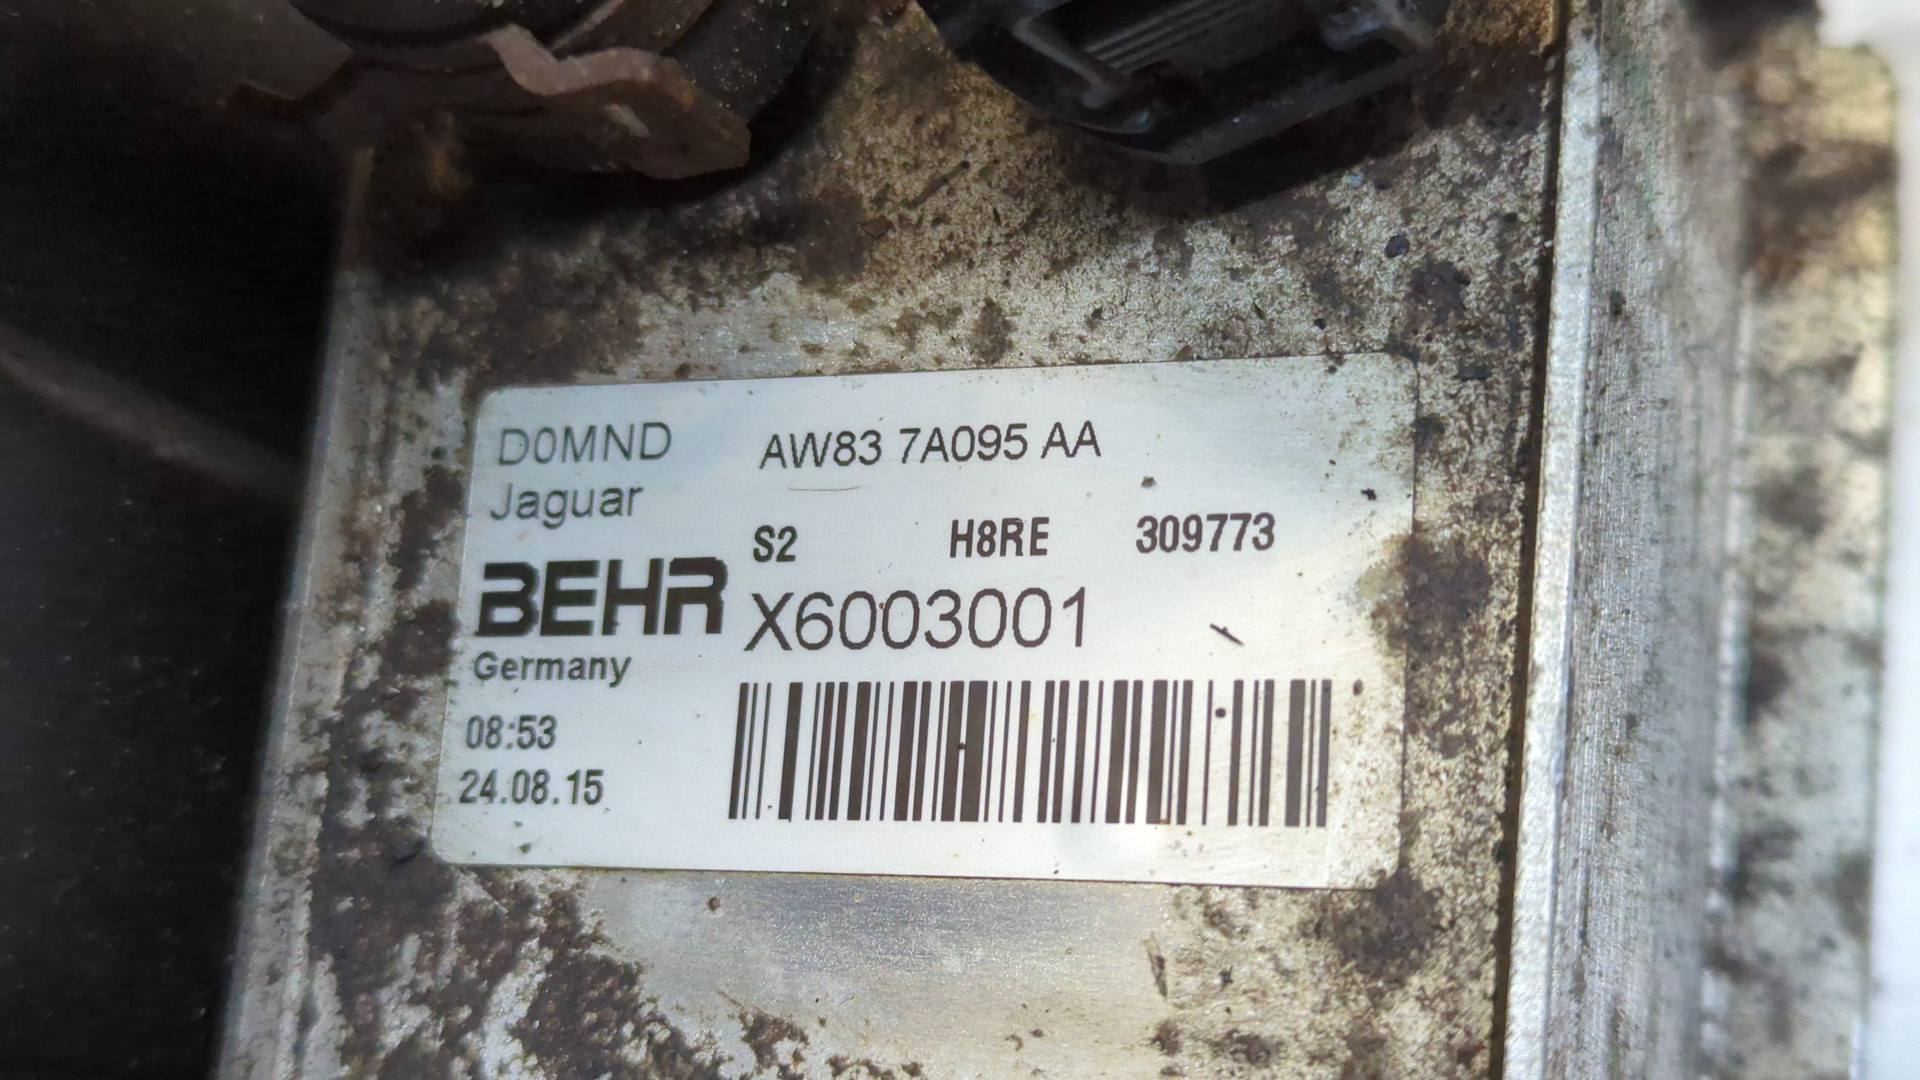 D0MND AW83 7A095 AA
Jaguar
S2 H8RE 309773
BEHR X6003001
Germany
08:53
24.08.15